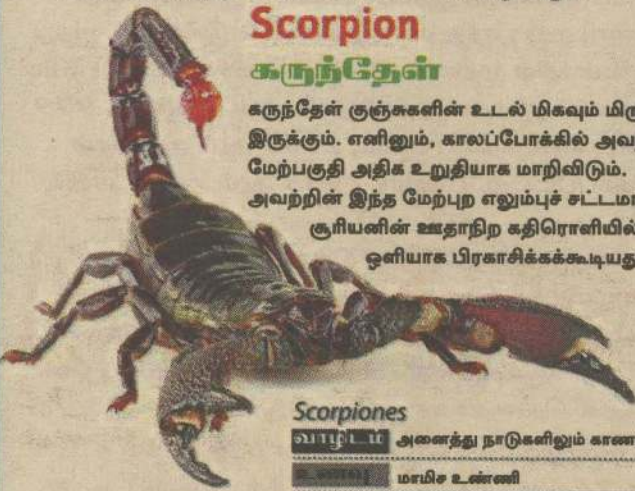 Scorpion
கருந்தேள்
கருந்தேள் குஞ்சுகளின் உடல் மிகவும் மிரு
இருக்கும். எனினும், காலப்போக்கில் அவ
மேற்பகுதி அதிக உறுதியாக மாறிவிடும்.
அவற்றின் இந்த மேற்புற எலும்புச் சட்டமா
சூரியனின் ஊதாநிற கதிரொளியில்
ஒளியாக பிரகாசிக்கக்கூடியது
Scorpiones
வாழிடம் அனைத்து நாடுகளிலும் காண
உணவு மாமிச உண்ணி